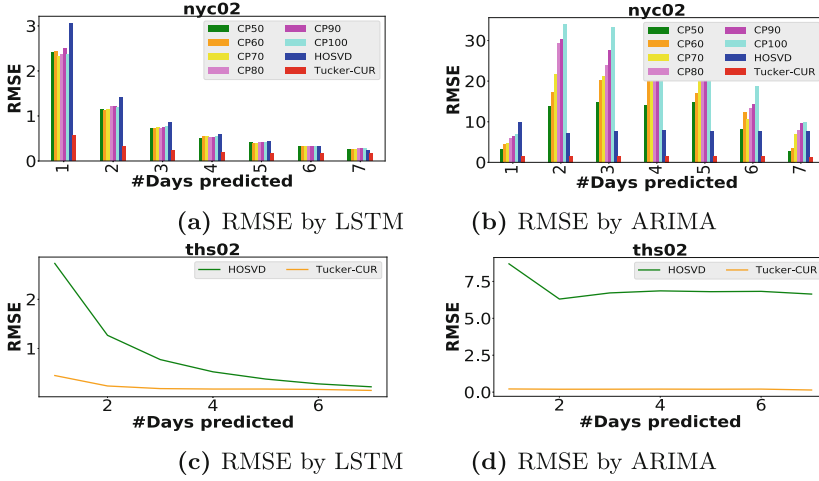 nyc02
RMSE
3
2
1
0
CP50
CP60
CP70
CP80
CP90
CP100
HOSVD
Tucker-CUR
1 2 3 4 5 6 7
#Days predicted
(a) RMSE by LSTM
nyc02
RMSE
30
20
10
0
CP50
CP60
CP70
CP80
CP90
CP100
HOSVD
Tucker-CUR
1 2 3 4 5 6 7
#Days predicted
(b) RMSE by ARIMA
ths02
RMSE
2
1
HOSVD Tucker-CUR
2 4 6
#Days predicted
(c) RMSE by LSTM
ths02
RMSE
7.5
5.0
2.5
0.0
HOSVD Tucker-CUR
2 4 6
#Days predicted
(d) RMSE by ARIMA